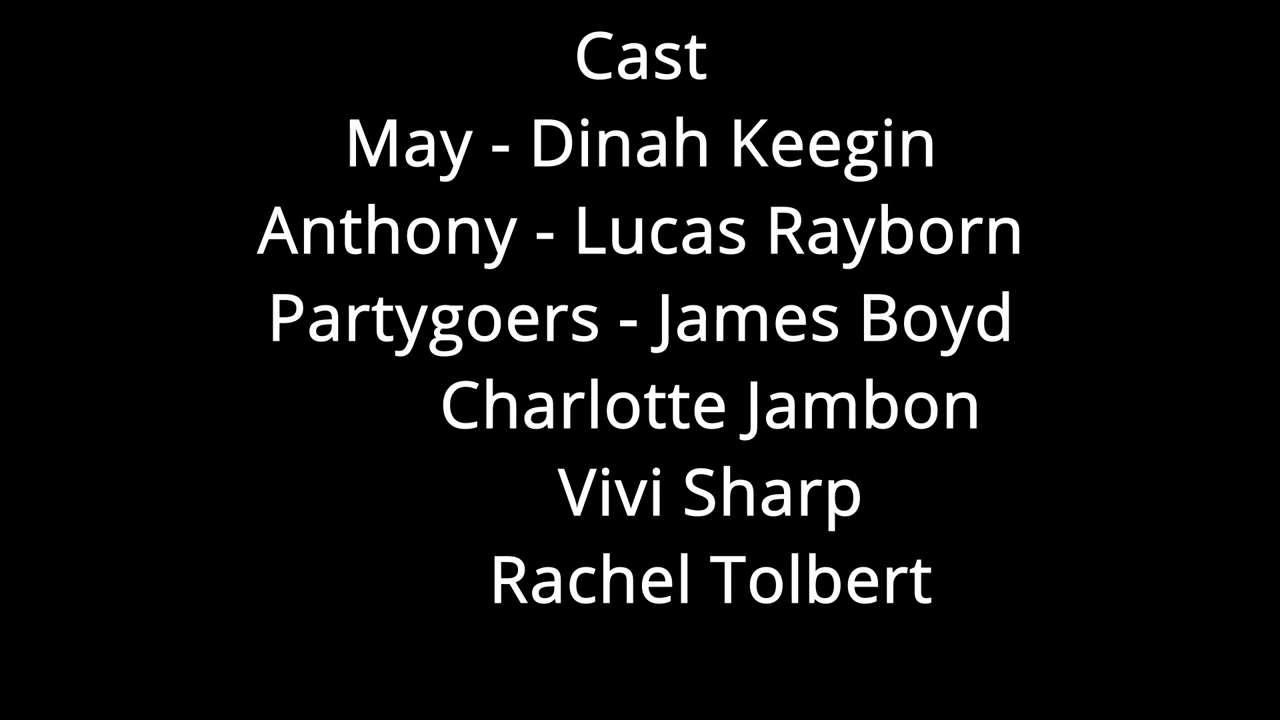 Cast
May - Dinah Keegin
Anthony - Lucas Rayborn
Partygoers - James Boyd
Charlotte Jambon
Vivi Sharp
Rachel Tolbert